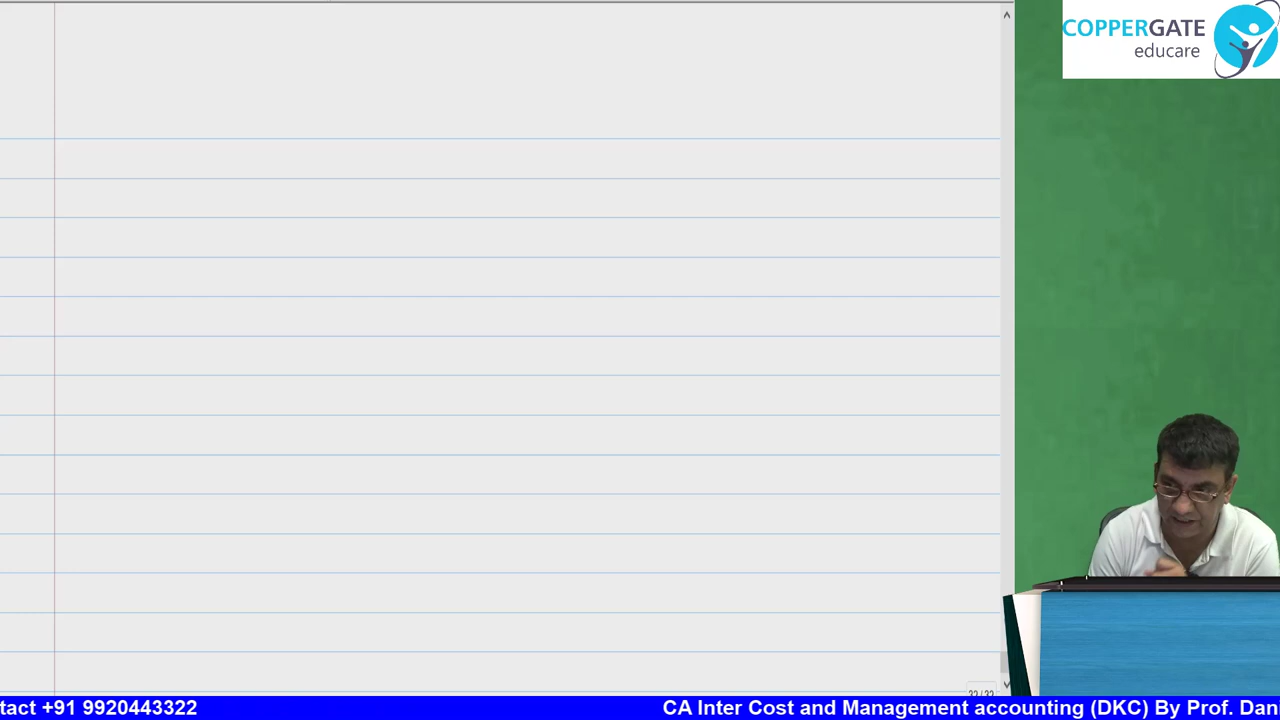 COPPERGATE
educare
tact +91 9920443322
CA Inter Cost and Management accounting (DKC) By Prof. Dan